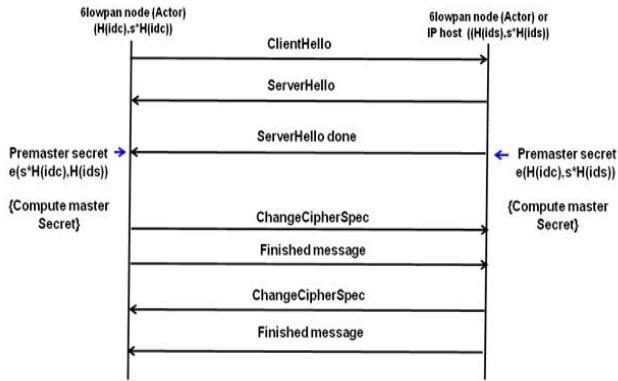 6lowpan node (Actor)
(H(idc),s*H(idc))
6lowpan node (Actor) or
IP host ((H(ids),s*H(ids))
ClientHello
ServerHello
ServerHello done
Premaster secret
e(s*H(idc),H(ids))
Premaster secret
e(H(idc),s*H(ids))
{Compute master
Secret}
{Compute master
Secret}
ChangeCipherSpec
Finished message
ChangeCipherSpec
Finished message